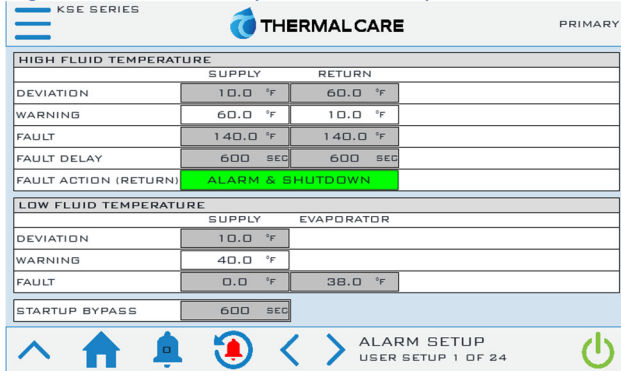 KSE SERIES
THERMALCARE
PRIMARY
HIGH FLUID TEMPERATURE
SUPPLY RETURN
DEVIATION 10.0 °F 60.0 °F
WARNING 60.0 °F 10.0 °F
FAULT 140.0 °F 140.0 °F
FAULT DELAY 600 SEC 600 SEC
FAULT ACTION (RETURN) ALARM & SHUTDOWN
LOW FLUID TEMPERATURE
SUPPLY EVAPORATOR
DEVIATION 10.0 °F
WARNING 40.0 °F
FAULT 0.0 °F 38.0 °F
STARTUP BYPASS 600 SEC
0
ALARM SETUP
USER SETUP 1 OF 24